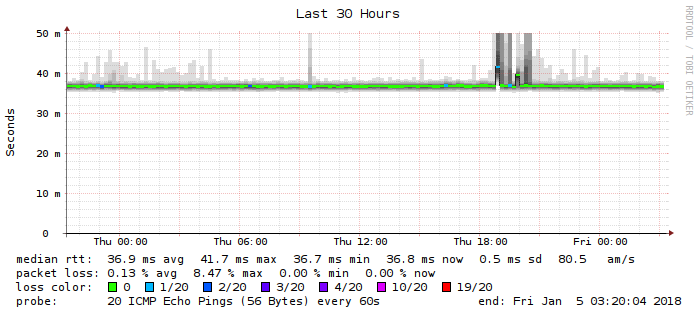 Last 30 Hours
RRDTOOL / TOBI OETIKER
Seconds
50 m
40 m
30 m
20 m
10 m
0
Thu 00:00 Thu 06:00 Thu 12:00 Thu 18:00 Fri 00:00
median rtt: 36.9 ms avg 41.7 ms max 36.7 ms min 36.8 ms now 0.5 ms sd 80.5 am/s
packet loss: 0.13 % avg 8.47 % max 0.00 % min 0.00 % now
loss color: 0 1/20 2/20 3/20 4/20 10/20 19/20
probe: 20 ICMP Echo Pings (56 Bytes) every 60s end: Fri Jan 5 03:20:04 2018